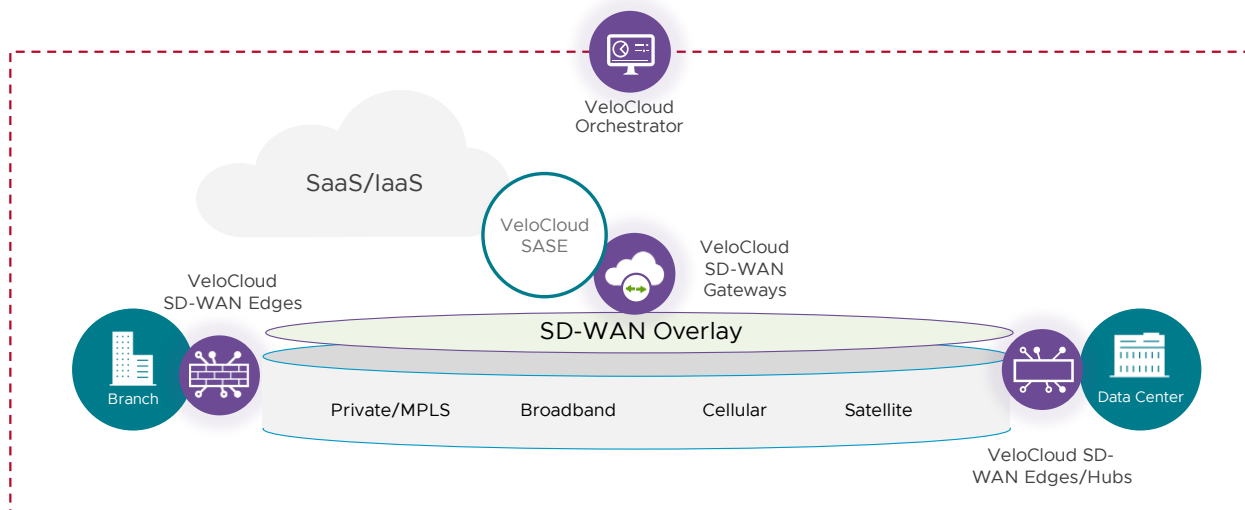 VeloCloud
Orchestrator
SaaS/IaaS
VeloCloud
SASE
VeloCloud
SD-WAN
Gateways
VeloCloud
SD-WAN Edges
SD-WAN Overlay
Branch
Private/MPLS
Broadband
Cellular
Satellite
Data Center
VeloCloud SD-
WAN Edges/Hubs